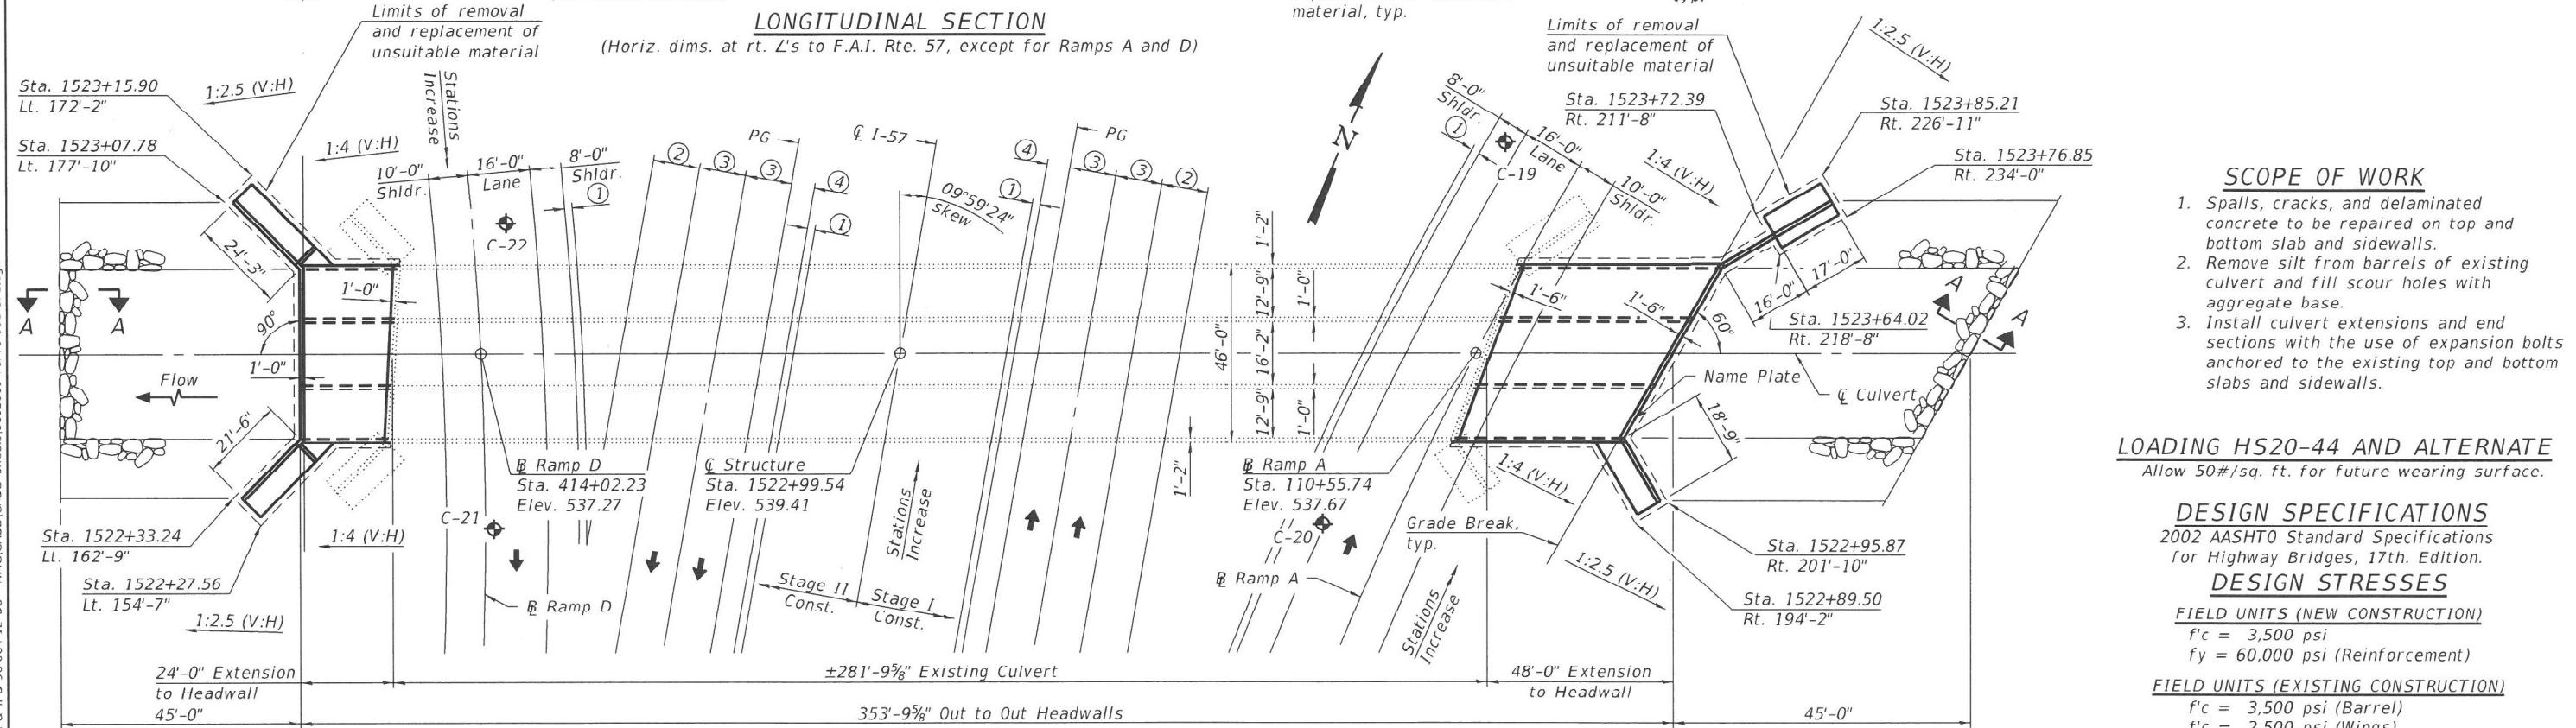 Limits of removal
and replacement of
unsuitable material
LONGITUDINAL SECTION
(Horiz. dims. at rt. ∠'s to F.A.I. Rte. 57, except for Ramps A and D)
material, typ.
typ.
Limits of removal
and replacement of
unsuitable material
1:2.5 (V:H)
Sta. 1523+15.90
Lt. 172'-2"
1:2.5 (V:H)
Sta. 1523+07.78
Lt. 177'-10"
1:4 (V:H)
Stations
Increase
10'-0"
Shldr.
16'-0"
Lane
8'-0"
Shldr.
1
2
3
3
PG
4
1
℄ I-57
09°59'24"
skew
4
1
PG
3
3
2
N
8'-0"
Shldr.
1
C-19
16'-0"
Lane
10'-0"
Shldr.
1:4 (V:H)
Sta. 1523+72.39
Rt. 211'-8"
Sta. 1523+85.21
Rt. 226'-11"
Sta. 1523+76.85
Rt. 234'-0"
C-22
24'-3"
1'-0"
90°
1'-0"
A
A
Flow
21'-6"
1'-2"
12'-9"
1'-0"
46'-0"
16'-2"
12'-9"
1'-0"
1'-2"
1'-6"
1'-6"
60°
16'-0"
17'-0"
Sta. 1523+64.02
Rt. 218'-8"
A
A
Name Plate
℄ Culvert
18'-9"
Sta. 1522+33.24
Lt. 162'-9"
Sta. 1522+27.56
Lt. 154'-7"
1:4 (V:H)
1:2.5 (V:H)
C-21
℄ Ramp D
Sta. 414+02.23
Elev. 537.27
℄ Structure
Sta. 1522+99.54
Elev. 539.41
Stations
Increase
℄ Ramp A
Sta. 110+55.74
Elev. 537.67
C-20
1:4 (V:H)
Grade Break,
typ.
℄ Ramp D
Stage II
Const.
Stage I
Const.
℄ Ramp A
Stations
Increase
1:2.5 (V:H)
Sta. 1522+95.87
Rt. 201'-10"
Sta. 1522+89.50
Rt. 194'-2"
24'-0" Extension
to Headwall
±281'-9⅝" Existing Culvert
48'-0" Extension
to Headwall
45'-0"
353'-9⅝" Out to Out Headwalls
45'-0"
SCOPE OF WORK
1. Spalls, cracks, and delaminated
concrete to be repaired on top and
bottom slab and sidewalls.
2. Remove silt from barrels of existing
culvert and fill scour holes with
aggregate base.
3. Install culvert extensions and end
sections with the use of expansion bolts
anchored to the existing top and bottom
slabs and sidewalls.
LOADING HS20-44 AND ALTERNATE
Allow 50#/sq. ft. for future wearing surface.
DESIGN SPECIFICATIONS
2002 AASHTO Standard Specifications
for Highway Bridges, 17th. Edition.
DESIGN STRESSES
FIELD UNITS (NEW CONSTRUCTION)
f'c = 3,500 psi
fy = 60,000 psi (Reinforcement)
FIELD UNITS (EXISTING CONSTRUCTION)
f'c = 3,500 psi (Barrel)
f'c = 2,500 psi (Wings)